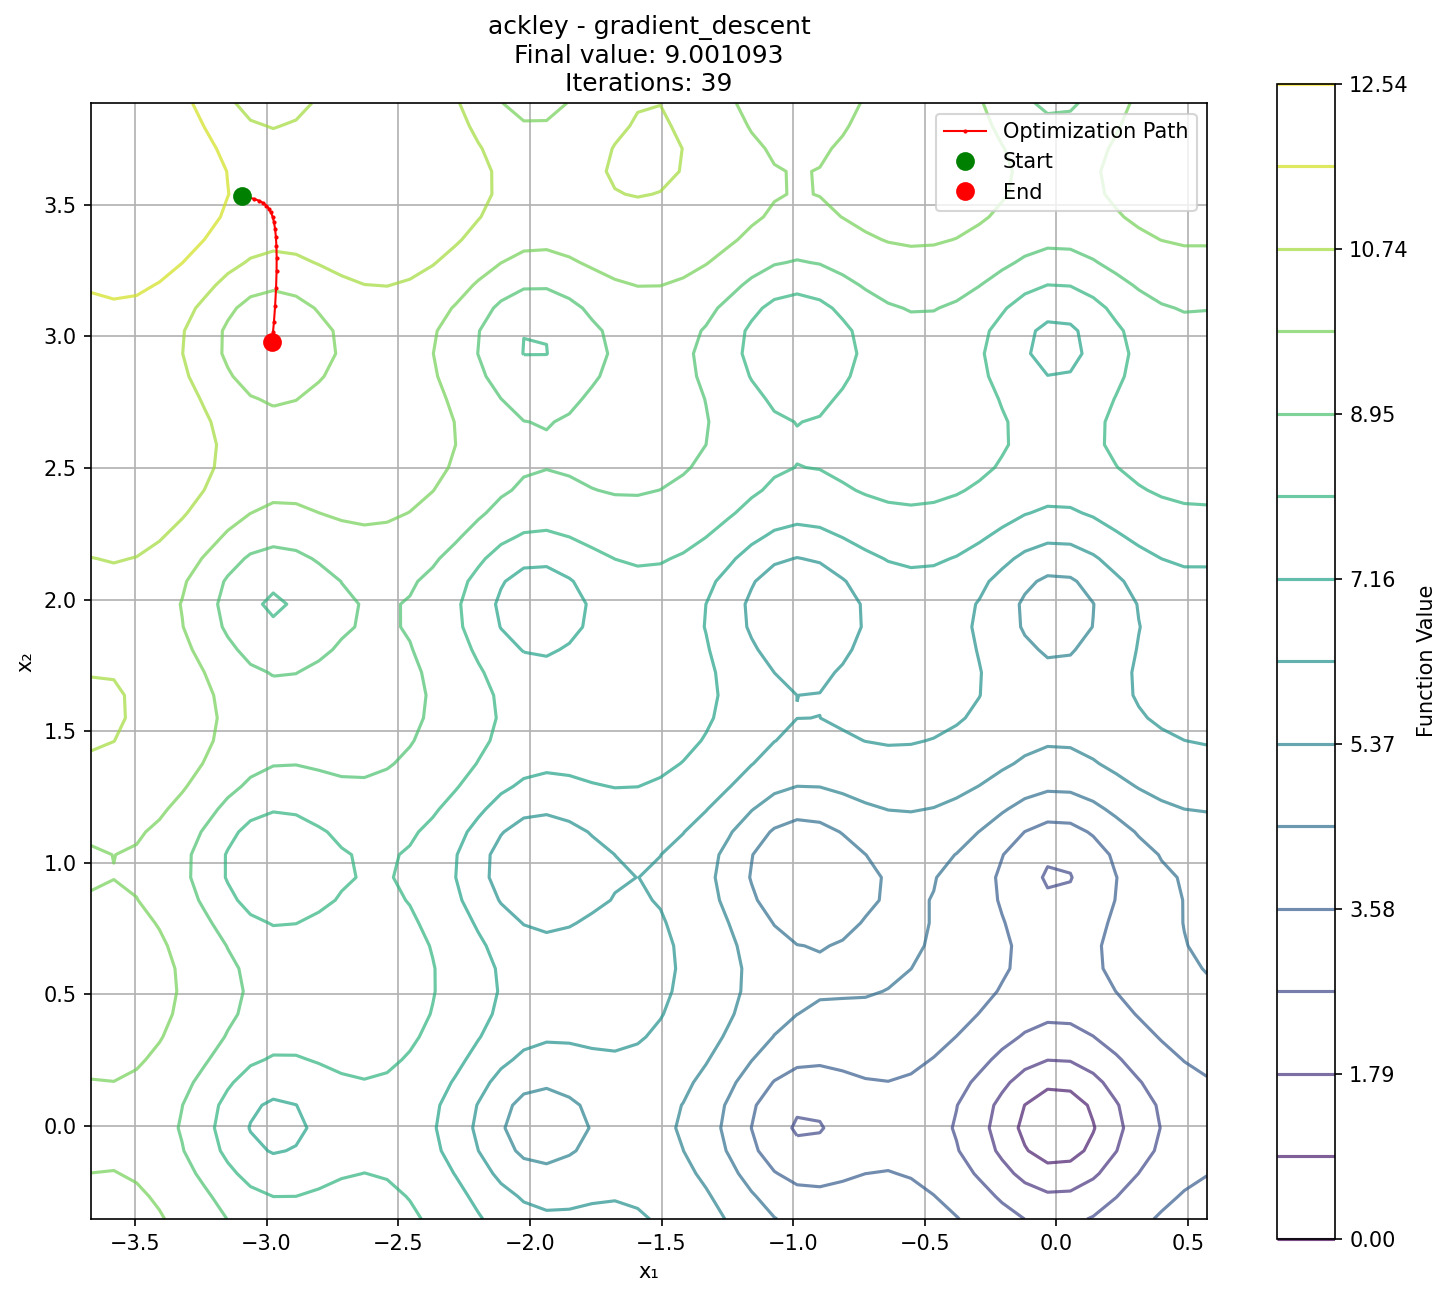 ackley - gradient_descent
Final value: 9.001093
Iterations: 39
Optimization Path
Start
End
12.54
10.74
8.95
7.16
5.37
3.58
1.79
0.00
Function Value
3.5
3.0
2.5
2.0
1.5
1.0
0.5
0.0
x₂
−3.5
−3.0
−2.5
−2.0
−1.5
−1.0
−0.5
0.0
0.5
x₁